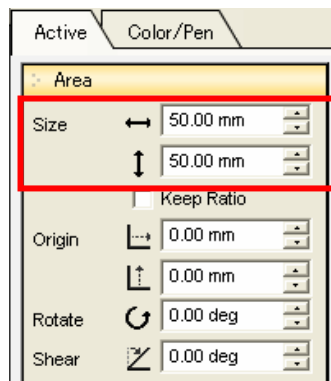 Active Color/Pen
Area
Size 50.00 mm
50.00 mm
Keep Ratio
Origin 0.00 mm
0.00 mm
Rotate 0.00 deg
Shear 0.00 deg